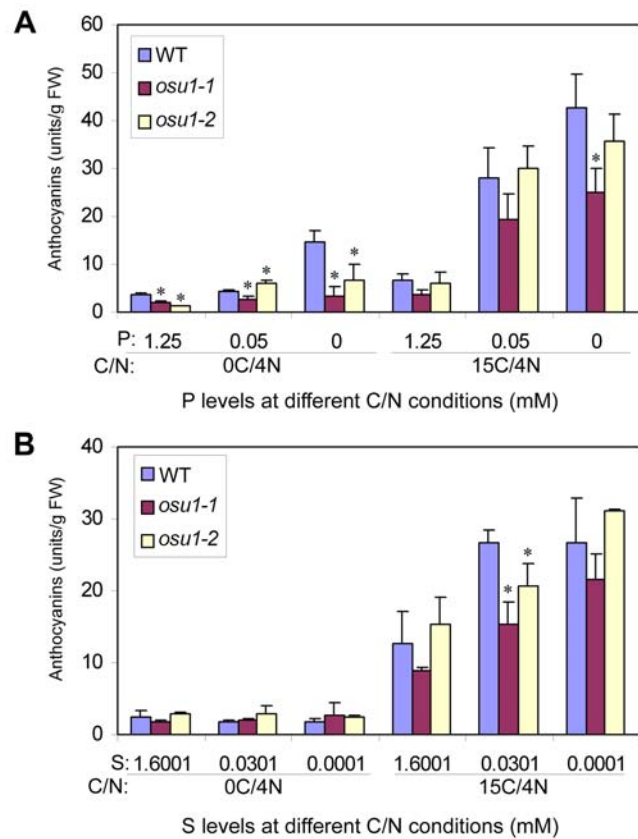 A
60
50
40
30
20
10
0
Anthocyanins (units/g FW)
WT
osu1-1
osu1-2
* * * * * * *
P: 1.25 0.05 0 1.25 0.05 0
C/N: 0C/4N 15C/4N
P levels at different C/N conditions (mM)
B
40
30
20
10
0
Anthocyanins (units/g FW)
WT
osu1-1
osu1-2
* *
S: 1.6001 0.0301 0.0001 1.6001 0.0301 0.0001
C/N: 0C/4N 15C/4N
S levels at different C/N conditions (mM)